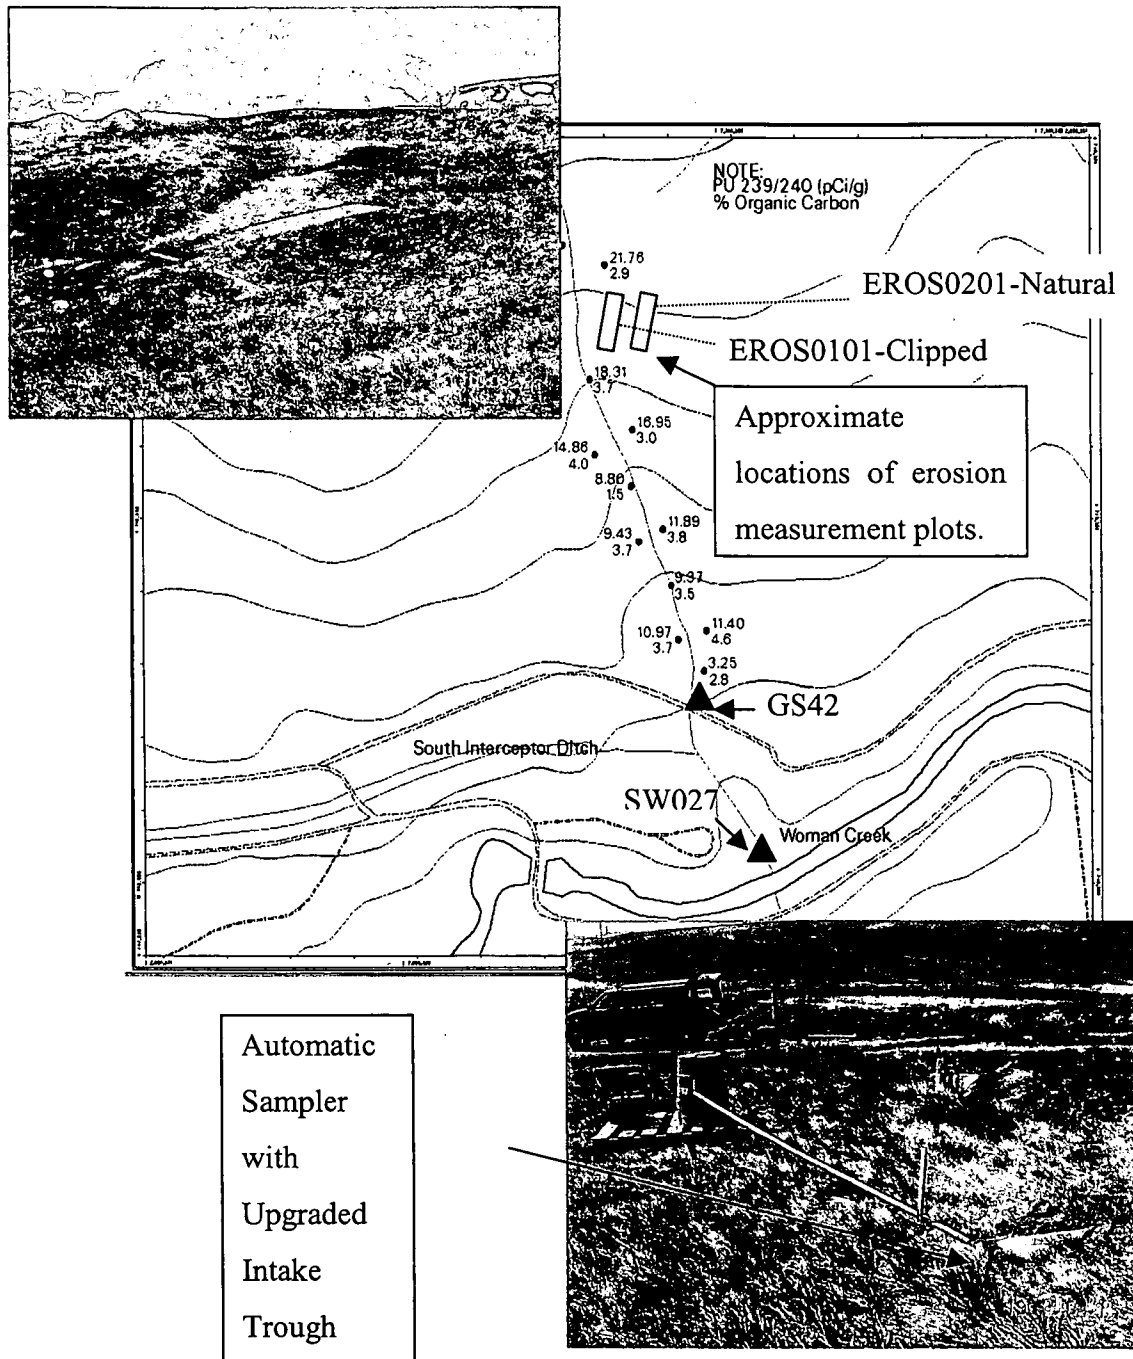 NOTE:
PU 239/240 (pCi/g)
% Organic Carbon
21.76
2.9
EROS0201-Natural
EROS0101-Clipped
18.31
3.7
Approximate
locations of erosion
measurement plots.
16.95
3.0
14.86
4.0
8.80
1.5
11.89
3.8
9.43
3.7
9.37
3.5
11.40
4.6
10.97
3.7
3.25
2.8
GS42
South Interceptor Ditch
SW027
Woman Creek
Automatic
Sampler
with
Upgraded
Intake
Trough